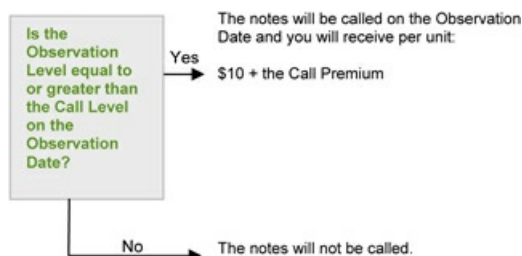 Is the
Observation
Level equal to
or greater than
the Call Level
on the
Observation
Date?
Yes
The notes will be called on the Observation
Date and you will receive per unit:
$10 + the Call Premium
No
The notes will not be called.